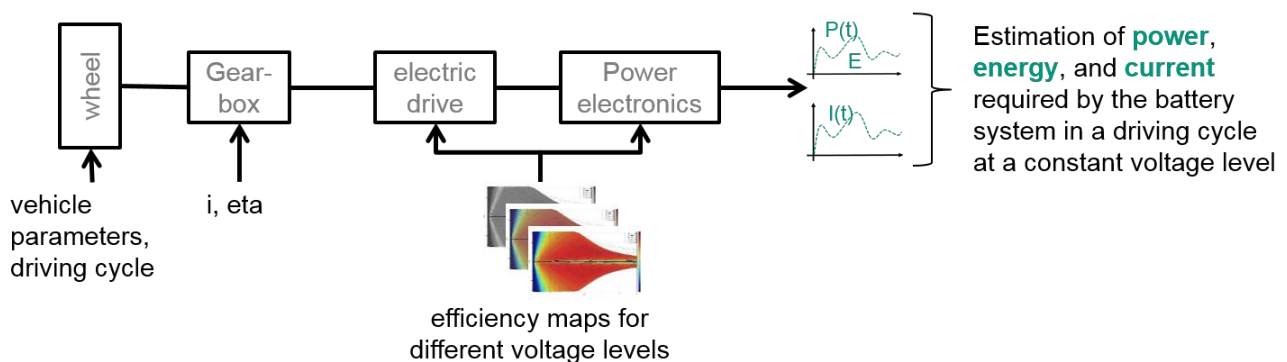 wheel
Gear-
box
electric
drive
Power
electronics
P(t)
E
I(t)
Estimation of power,
energy, and current
required by the battery
system in a driving cycle
at a constant voltage level
vehicle
parameters,
driving cycle
i, eta
efficiency maps for
different voltage levels